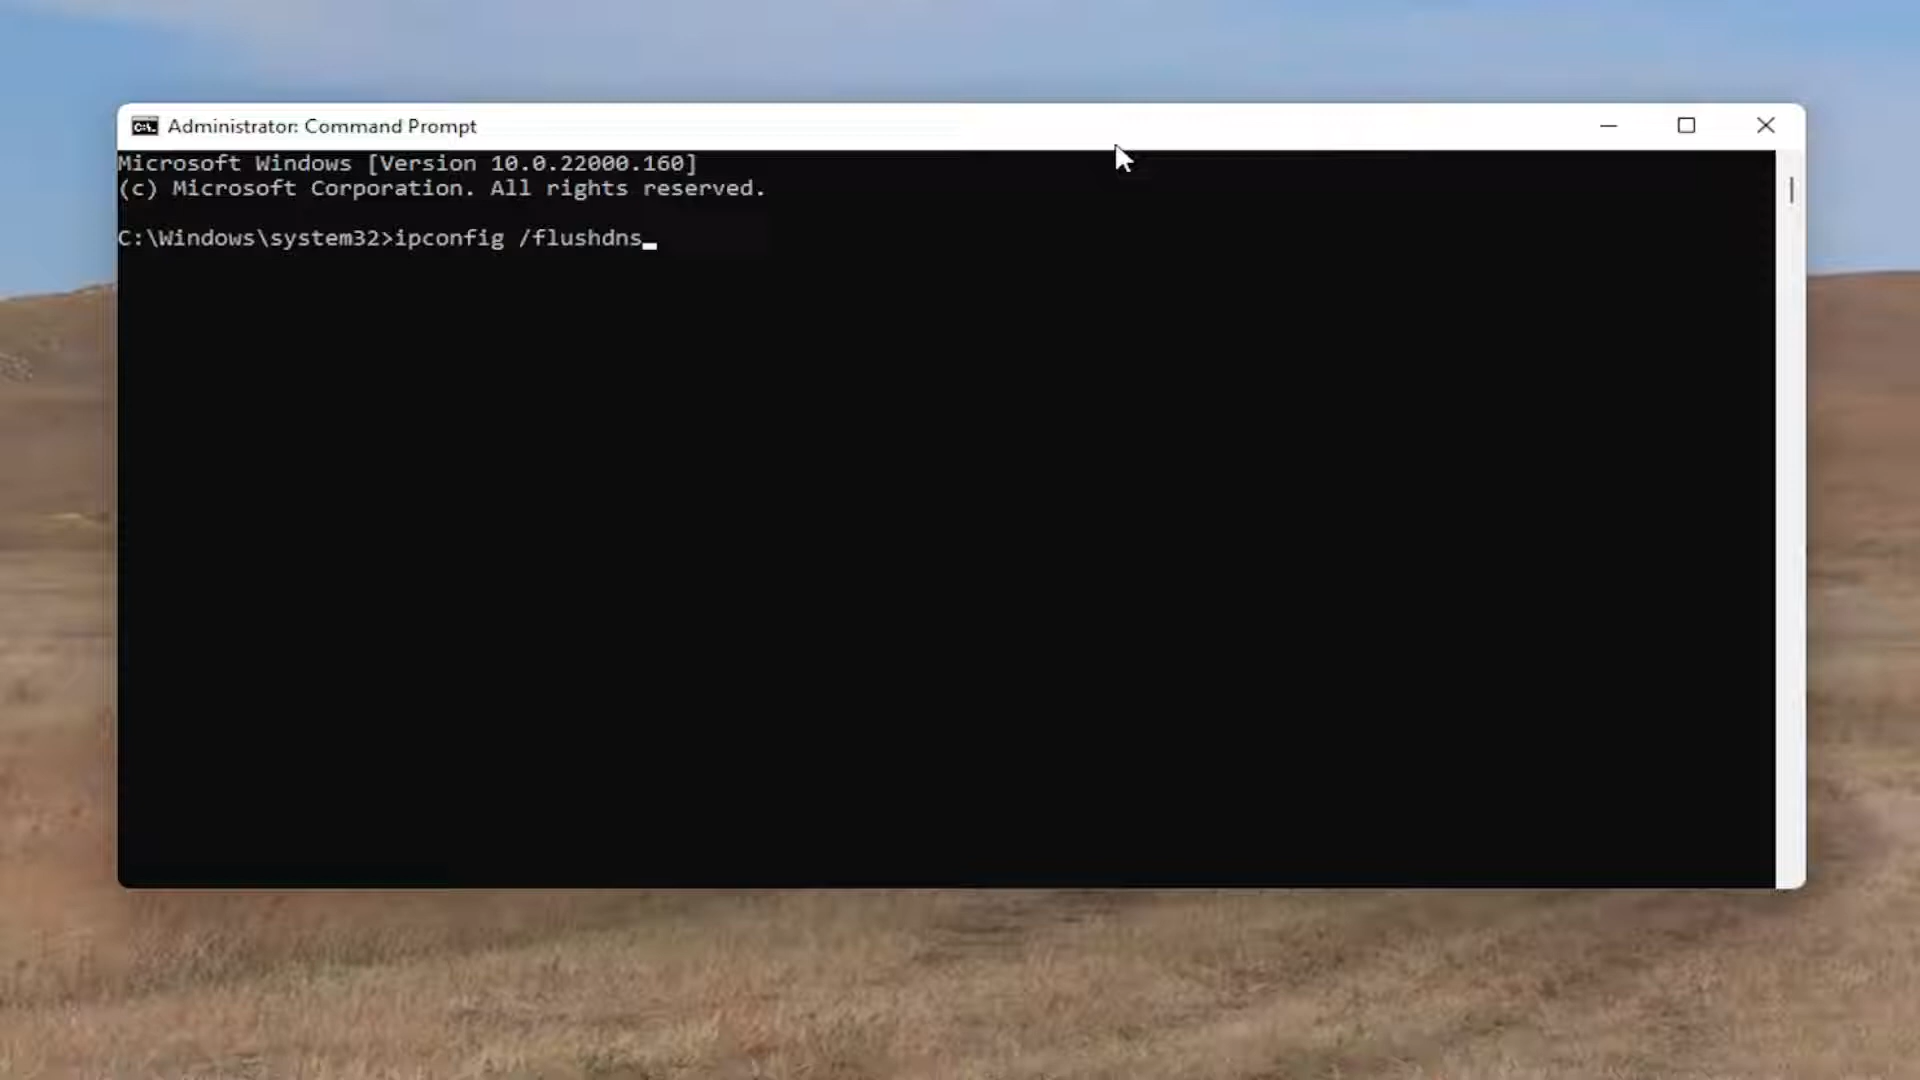 Administrator: Command Prompt
Microsoft Windows [Version 10.0.22000.160]
(c) Microsoft Corporation. All rights reserved.
C:\Windows\system32>ipconfig /flushdns